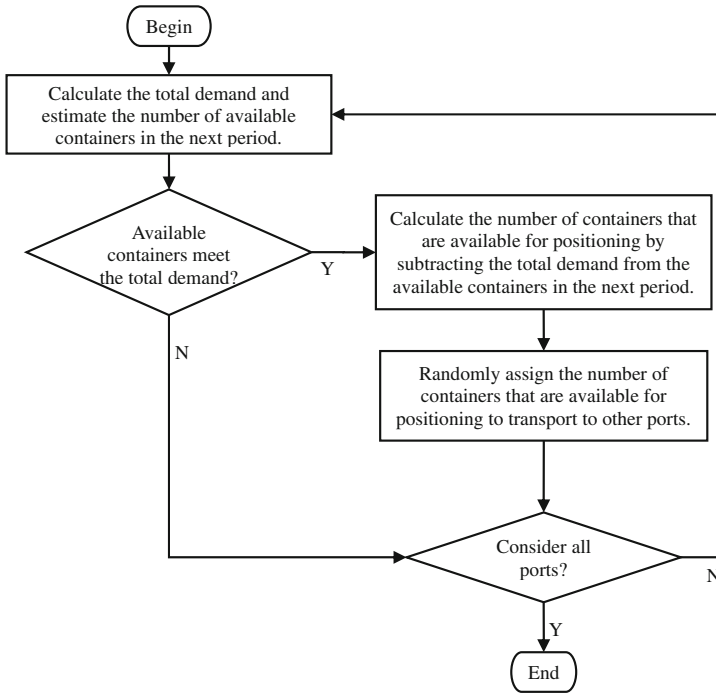 Begin
Calculate the total demand and
estimate the number of available
containers in the next period.
Available
containers meet
the total demand?
Y
Calculate the number of containers that
are available for positioning by
subtracting the total demand from the
available containers in the next period.
N
Randomly assign the number of
containers that are available for
positioning to transport to other ports.
Consider all
ports?
N
Y
End